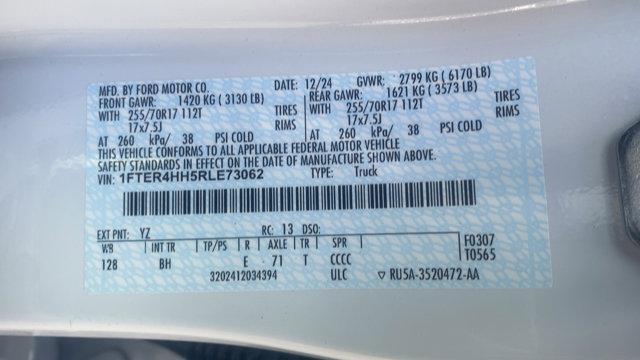 MFD. BY FORD MOTOR CO. DATE: 12/24 GVWR: 2799 KG ( 6170 LB)
FRONT GAWR: 1420 KG ( 3130 LB) REAR GAWR: 1621 KG ( 3573 LB)
WITH 255/70R17 112T TIRES WITH 255/70R17 112T TIRES
17x7.5J RIMS 17x7.5J RIMS
AT 260 kPa/ 38 PSI COLD AT 260 kPa/ 38 PSI COLD
THIS VEHICLE CONFORMS TO ALL APPLICABLE FEDERAL MOTOR VEHICLE
SAFETY STANDARDS IN EFFECT ON THE DATE OF MANUFACTURE SHOWN ABOVE.
VIN: 1FTER4HH5RLE73062 TYPE: Truck
EXT PNT: YZ RC: 13 DSO:
WB INT TR TP/PS R AXLE TR SPR F0307
128 BH E 71 T CCCC T0565
3202412034394 ULC ▽ RU5A-3520472-AA